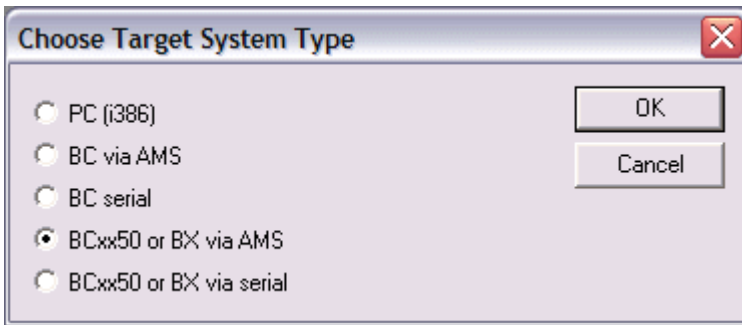 Choose Target System Type
PC (i386)
OK
BC via AMS
Cancel
BC serial
BCxx50 or BX via AMS
BCxx50 or BX via serial